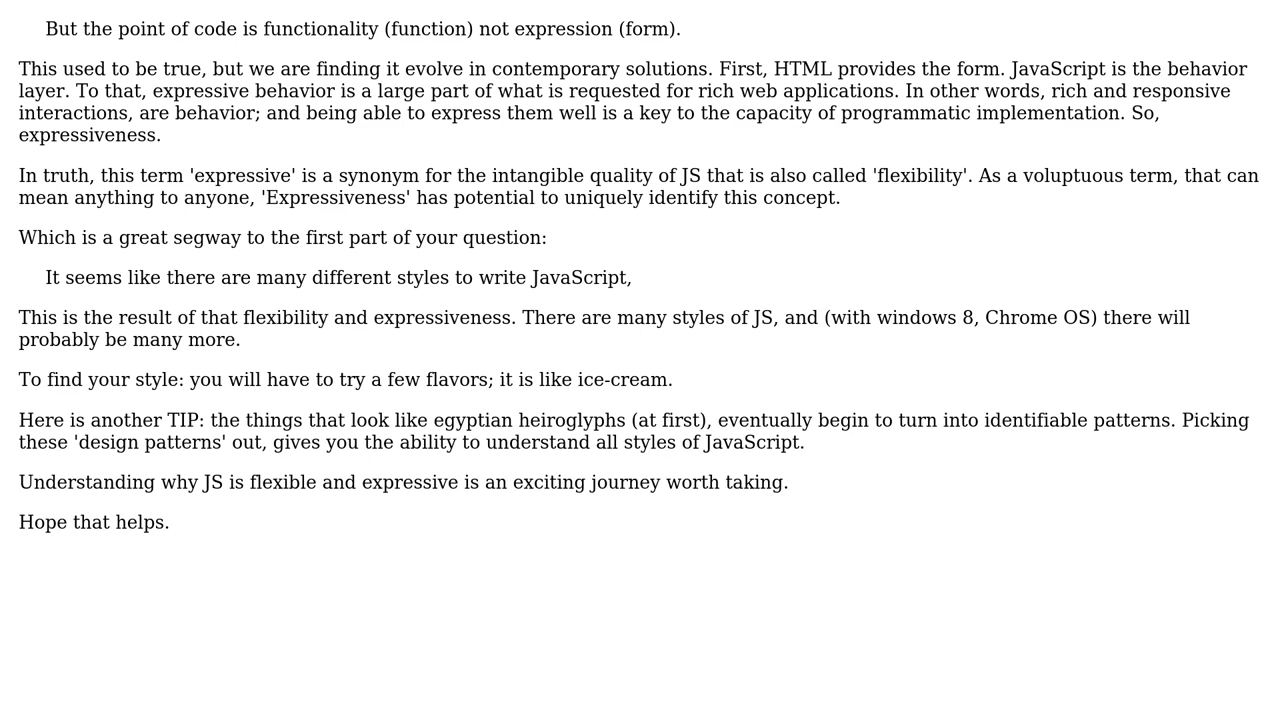 But the point of code is functionality (function) not expression (form).
This used to be true, but we are finding it evolve in contemporary solutions. First, HTML provides the form. JavaScript is the behavior
layer. To that, expressive behavior is a large part of what is requested for rich web applications. In other words, rich and responsive
interactions, are behavior; and being able to express them well is a key to the capacity of programmatic implementation. So,
expressiveness.
In truth, this term 'expressive' is a synonym for the intangible quality of JS that is also called 'flexibility'. As a voluptuous term, that can
mean anything to anyone, 'Expressiveness' has potential to uniquely identify this concept.
Which is a great segway to the first part of your question:
It seems like there are many different styles to write JavaScript,
This is the result of that flexibility and expressiveness. There are many styles of JS, and (with windows 8, Chrome OS) there will
probably be many more.
To find your style: you will have to try a few flavors; it is like ice-cream.
Here is another TIP: the things that look like egyptian heiroglyphs (at first), eventually begin to turn into identifiable patterns. Picking
these 'design patterns' out, gives you the ability to understand all styles of JavaScript.
Understanding why JS is flexible and expressive is an exciting journey worth taking.
Hope that helps.